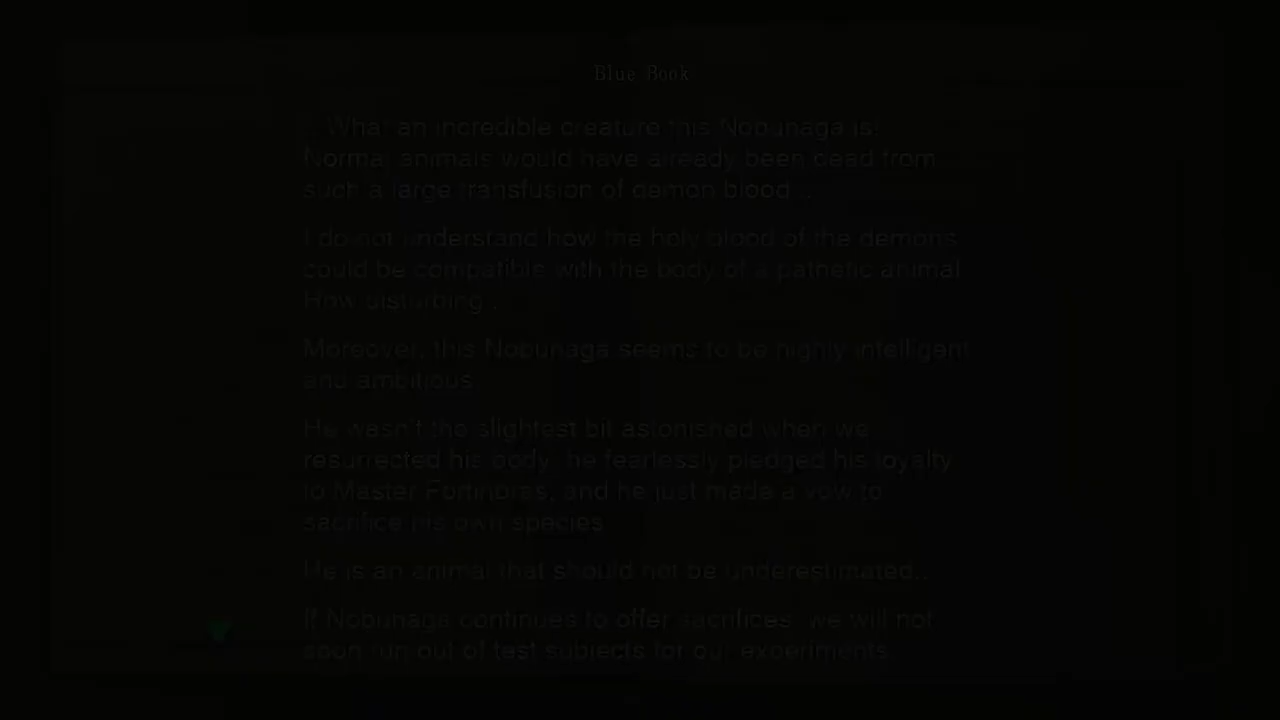 Blue Book
...What an incredible creature this Nobunaga is!
Normal animals would have already been dead from
such a large transfusion of demon blood...
I do not understand how the holy blood of the demons
could be compatible with the body of a pathetic animal.
How disturbing...
Moreover, this Nobunaga seems to be highly intelligent
and ambitious.
He wasn't the slightest bit astonished when we
resurrected his body, he fearlessly pledged his loyalty
to Master Fortinbras, and he just made a vow to
sacrifice his own species.
He is an animal that should not be underestimated...
If Nobunaga continues to offer sacrifices, we will not
soon run out of test subjects for our experiments.